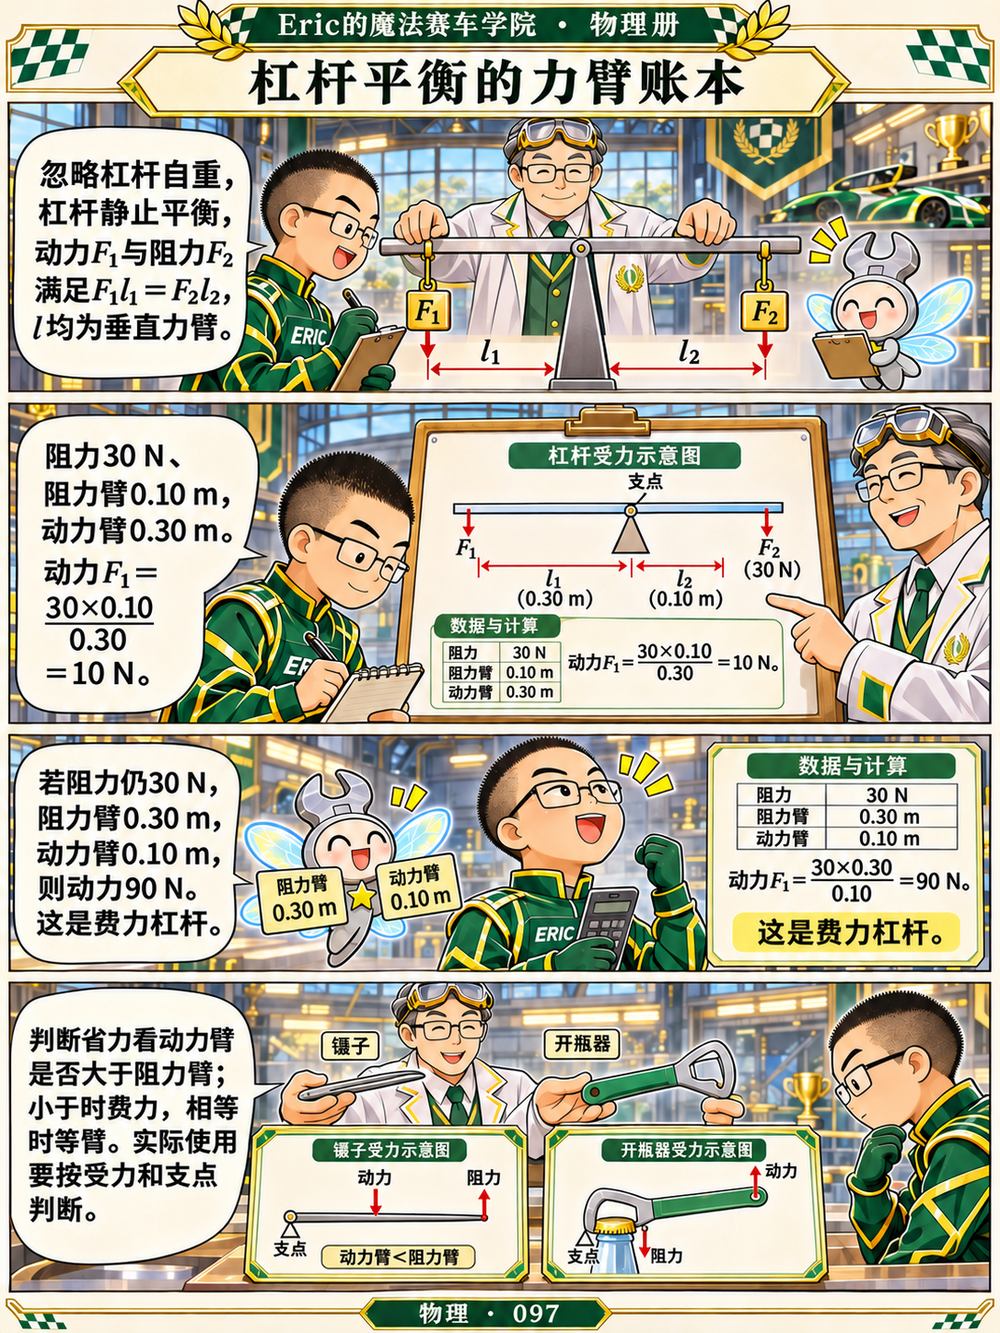 Eric的魔法赛车学院 · 物理册
杠杆平衡的力臂账本
忽略杠杆自重，
杠杆静止平衡，
动力F₁与阻力F₂
满足F₁l₁＝F₂l₂，
l均为垂直力臂。
ERIC
F₁
F₂
l₁
l₂
阻力30 N、
阻力臂0.10 m，
动力臂0.30 m。
动力F₁＝
30×0.10
0.30
＝10 N。
ERIC
杠杆受力示意图
支点
F₁
F₂
(30 N)
l₁
(0.30 m)
l₂
(0.10 m)
数据与计算
阻力 30 N
阻力臂 0.10 m
动力臂 0.30 m
动力F₁＝30×0.10/0.30＝10 N。
若阻力仍30 N，
阻力臂0.30 m，
动力臂0.10 m，
则动力90 N。
这是费力杠杆。
阻力臂
0.30 m
动力臂
0.10 m
ERIC
数据与计算
阻力 30 N
阻力臂 0.30 m
动力臂 0.10 m
动力F₁＝30×0.30/0.10＝90 N。
这是费力杠杆。
判断省力看动力臂
是否大于阻力臂；
小于时费力，相等
时等臂。实际使用
要按受力和支点
判断。
镊子
开瓶器
镊子受力示意图
动力
阻力
支点
动力臂＜阻力臂
开瓶器受力示意图
动力
支点
阻力
物理 · 097